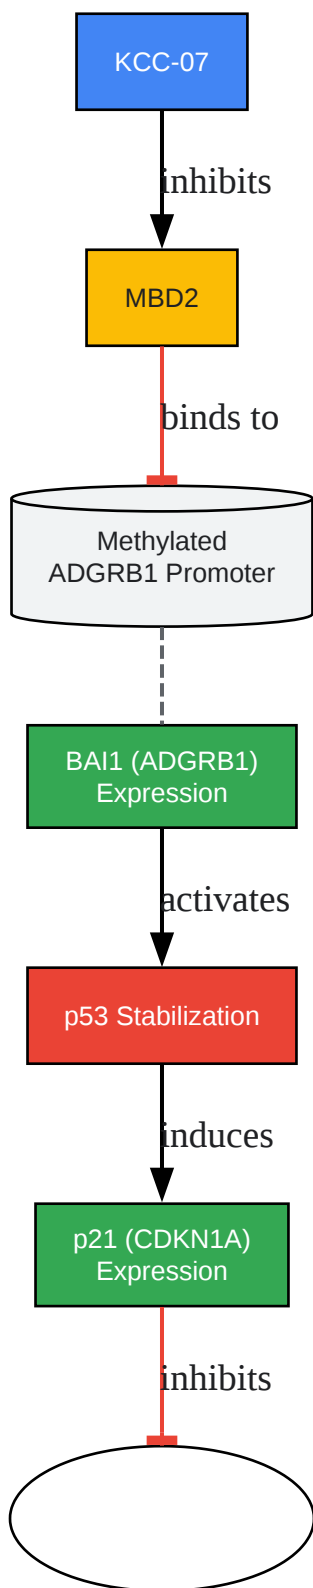 KCC-07
inhibits
MBD2
binds to
Methylated
ADGRB1 Promoter
BAI1 (ADGRB1)
Expression
activates
p53 Stabilization
induces
p21 (CDKN1A)
Expression
inhibits